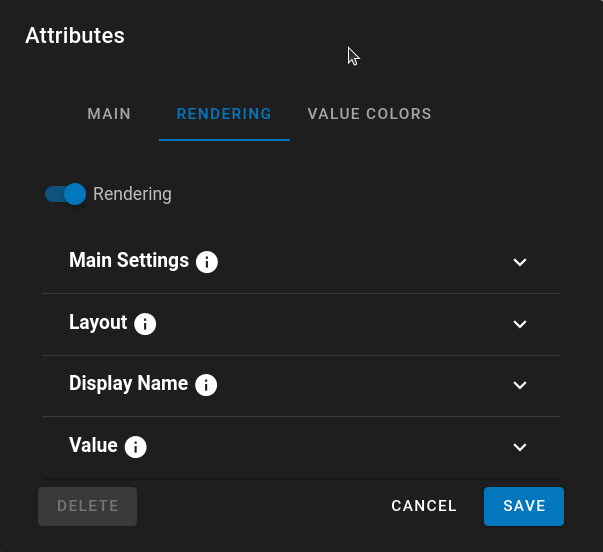 Attributes
MAIN RENDERING VALUE COLORS
Rendering
Main Settings
Layout
Display Name
Value
DELETE CANCEL SAVE